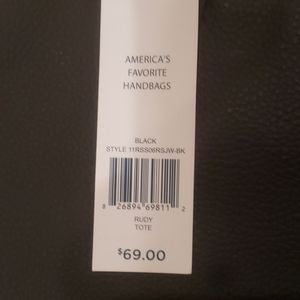 AMERICA'S
FAVORITE
HANDBAGS
BLACK
STYLE 11RSS06RSJW-BK
8 26894 69811 2
RUDY
TOTE
$69.00